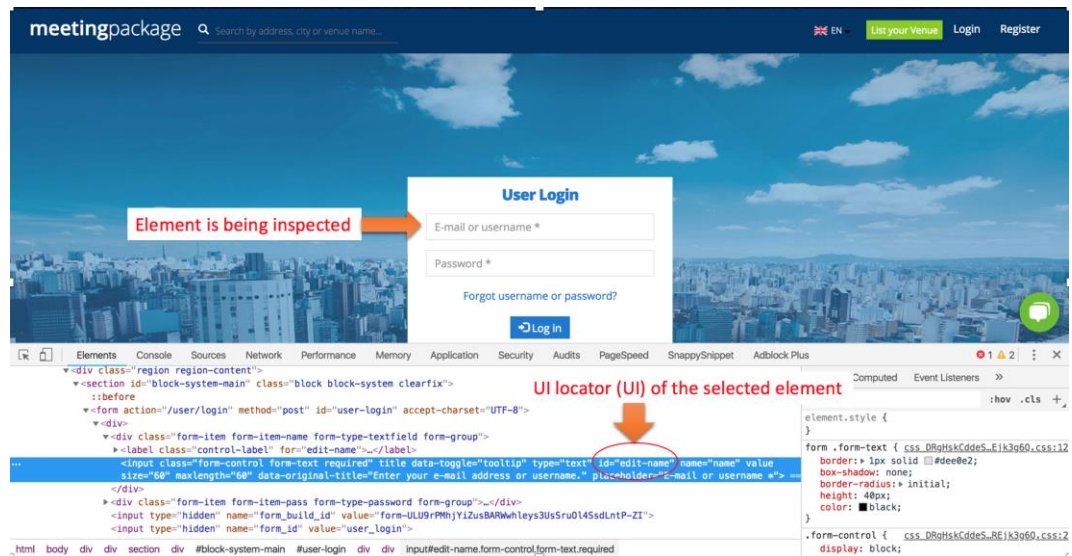 meetingpackage Search by address, city or venue name... EN List your Venue Login Register
User Login
Element is being inspected
E-mail or username *
Password *
Forgot username or password?
Log in
Elements Console Sources Network Performance Memory Application Security Audits PageSpeed SnappySnippet Adblock Plus 1 2
UI locator (UI) of the selected element
Computed Event Listeners »
:hov .cls +
▼<div class="region region-content">
▼<section id="block-system-main" class="block block-system clearfix">
::before
▼<form action="/user/login" method="post" id="user-login" accept-charset="UTF-8">
▼<div>
▼<div class="form-item form-item-name form-type-textfield form-group">
▶<label class="control-label" for="edit-name">…</label>
<input class="form-control form-text required" title data-toggle="tooltip" type="text" id="edit-name" name="name" value
size="60" maxlength="60" data-original-title="Enter your e-mail address or username." placeholder="E-mail or username *"> ==
</div>
▶<div class="form-item form-item-pass form-type-password form-group">…</div>
<input type="hidden" name="form_build_id" value="form-ULU9rPMhjYiZusBARWwhleys3UsSruOl4SsdLntP-ZI">
<input type="hidden" name="form_id" value="user_login">
html body div div section div #block-system-main #user-login div div input#edit-name.form-control.form-text.required
element.style {
}
form .form-text { css_DRgHskCddeS…Ejk3g6Q.css:12
border:▶ 1px solid #dee0e2;
box-shadow: none;
border-radius:▶ initial;
height: 40px;
color: black;
}
.form-control { css_DRgHskCddeS…REjk3g6Q.css:2
display: block;